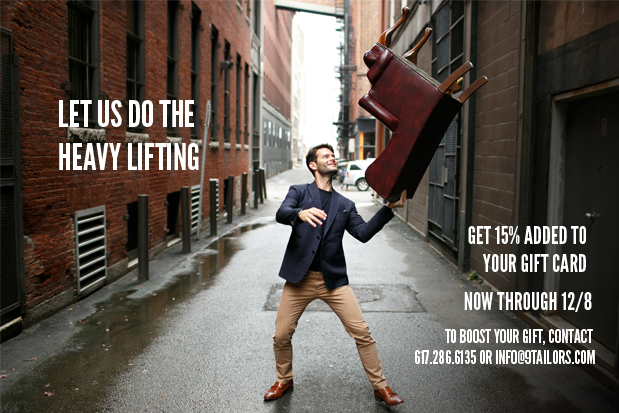 LET US DO THE
HEAVY LIFTING
GET 15% ADDED TO
YOUR GIFT CARD
NOW THROUGH 12/8
TO BOOST YOUR GIFT, CONTACT
617.286.6135 OR INFO@9TAILORS.COM